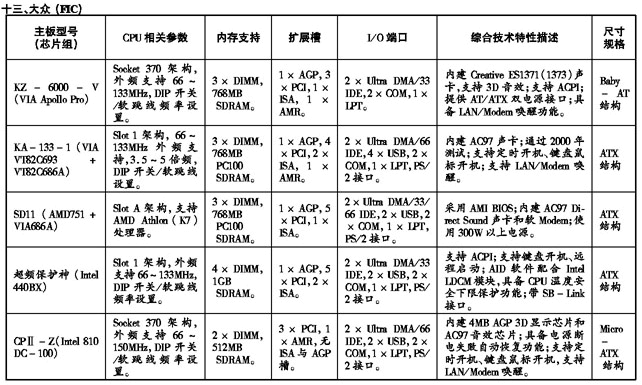 十三、大众 (FIC)
主板型号
(芯片组)
CPU 相关参数
内存支持
扩展槽
I/O 端口
综合技术特性描述
尺寸
规格
KZ - 6000 - V
(VIA Apollo Pro)
Socket 370 架构,
外频支持 66 ~
133MHz, DIP 开关
/软跳线频率设置。
3 × DIMM,
768MB
SDRAM。
1 × AGP, 3
× PCI, 1 ×
ISA, 1 ×
AMR。
2 × Ultra DMA/33
IDE, 2 × COM, 1 ×
LPT。
内建 Creative ES1371(1373)声
卡,支持 3D 音效;支持 ACPI;
提供 AT/ATX 双电源接口;具
备 LAN/Modem 唤醒功能。
Baby
- AT
结构
KA - 133 - 1 (VIA
VT82C693 +
VT82C686A)
Slot 1 架构, 66 ~
133MHz 外频支
持,3.5 ~ 5 倍频,
DIP 开关/软跳线
设置。
3 × DIMM,
768MB
PC100
SDRAM。
1 × AGP, 4
× PCI, 2 ×
ISA, 1 ×
AMR。
2 × Ultra DMA/66
IDE, 4 × USB, 2 ×
COM, 1 × LPT, PS/
2 接口。
内建 AC97 声卡;通过 2000 年
测试;支持定时开机、键盘鼠
标开机;支持 LAN/Modem 唤
醒。
ATX
结构
SD11 (AMD751 +
VIA686A)
Slot A 架构,支持
AMD Athlon (K7)
处理器。
3 × DIMM,
768MB
PC100
SDRAM。
1 × AGP, 5
× PCI, 1 ×
ISA。
2 × Ultra DMA/33/
66 IDE, 2 × USB, 2
× COM, 1 × LPT,
PS/2 接口。
采用 AMI BIOS;内建 AC97 Di-
rect Sound 声卡和软 Modem;使
用 300W 以上电源。
ATX
结构
超频保护神 (Intel
440BX)
Slot 1 架构,外频
支持 66 ~ 133MHz,
DIP 开关/软跳线
频率设置。
4 × DIMM,
1GB
SDRAM。
1 × AGP, 5
× PCI, 2 ×
ISA。
2 × Ultra DMA/33
IDE, 2 × USB, 2 ×
COM, 1 × LPT, PS/2
接口。
支持 ACPI;支持键盘开机、远
程启动;AID 软件配合 Intel
LDCM 模块,具备 CPU 温度安
全下限保护功能;带 SB - Link
接口。
ATX
结构
CPⅡ - Z(Intel 810
DC - 100)
Socket 370 架构,
外频支持 66 ~
150MHz, DIP 开关
/软跳线频率设
置。
2 × DIMM,
512MB
SDRAM。
3 × PCI, 1
× AMR,无
ISA 与 AGP
槽。
2 × Ultra DMA/66
IDE, 2 × USB, 2 ×
COM, 1 × LPT, PS/
2 接口。
内建 4MB AGP 3D 显示芯片和
AC97 音效芯片;具备电源断
电失败自动恢复功能;支持定
时开机、键盘鼠标开机,支持
LAN/Modem 唤醒。
Micro
- ATX
结构